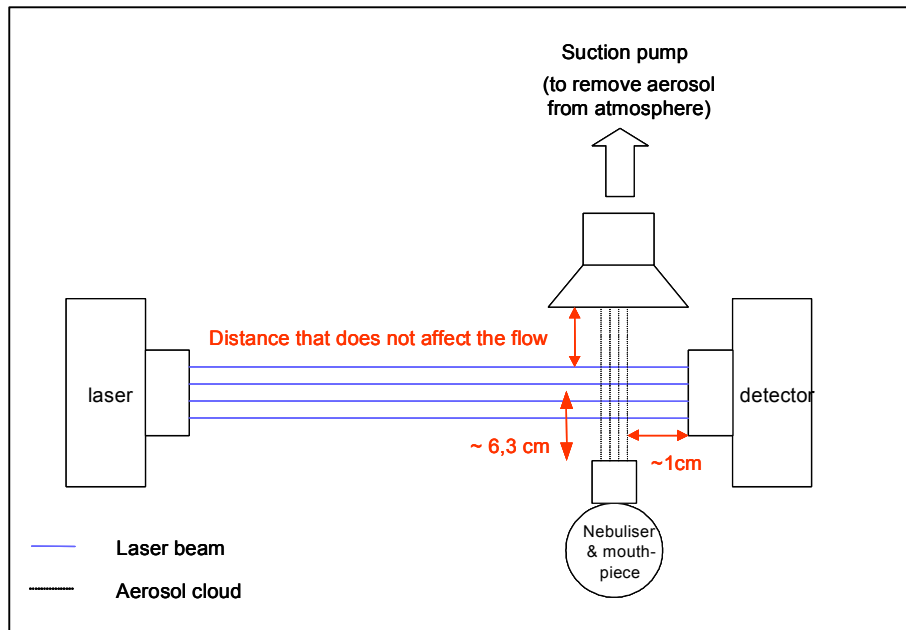 Suction pump
(to remove aerosol
from atmosphere)
Distance that does not affect the flow
laser
detector
~ 6,3 cm
~1cm
Nebuliser
& mouth-
piece
Laser beam
Aerosol cloud